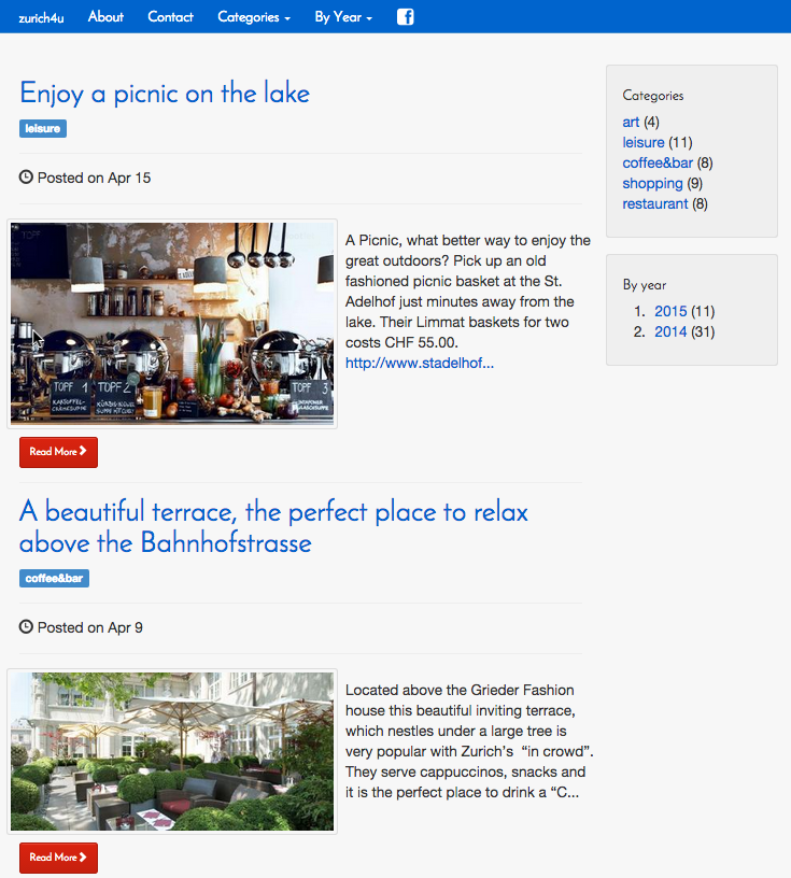 zurich4u About Contact Categories By Year
Enjoy a picnic on the lake
leisure
Posted on Apr 15
TOPF
TOPF 1
TOPF 2
TOPF 3
A Picnic, what better way to enjoy the
great outdoors? Pick up an old
fashioned picnic basket at the St.
Adelhof just minutes away from the
lake. Their Limmat baskets for two
costs CHF 55.00.
http://www.stadelhof...
Read More
A beautiful terrace, the perfect place to relax
above the Bahnhofstrasse
coffee&bar
Posted on Apr 9
Located above the Grieder Fashion
house this beautiful inviting terrace,
which nestles under a large tree is
very popular with Zurich's “in crowd”.
They serve cappuccinos, snacks and
it is the perfect place to drink a “C...
Read More
Categories
art (4)
leisure (11)
coffee&bar (8)
shopping (9)
restaurant (8)
By year
1. 2015 (11)
2. 2014 (31)